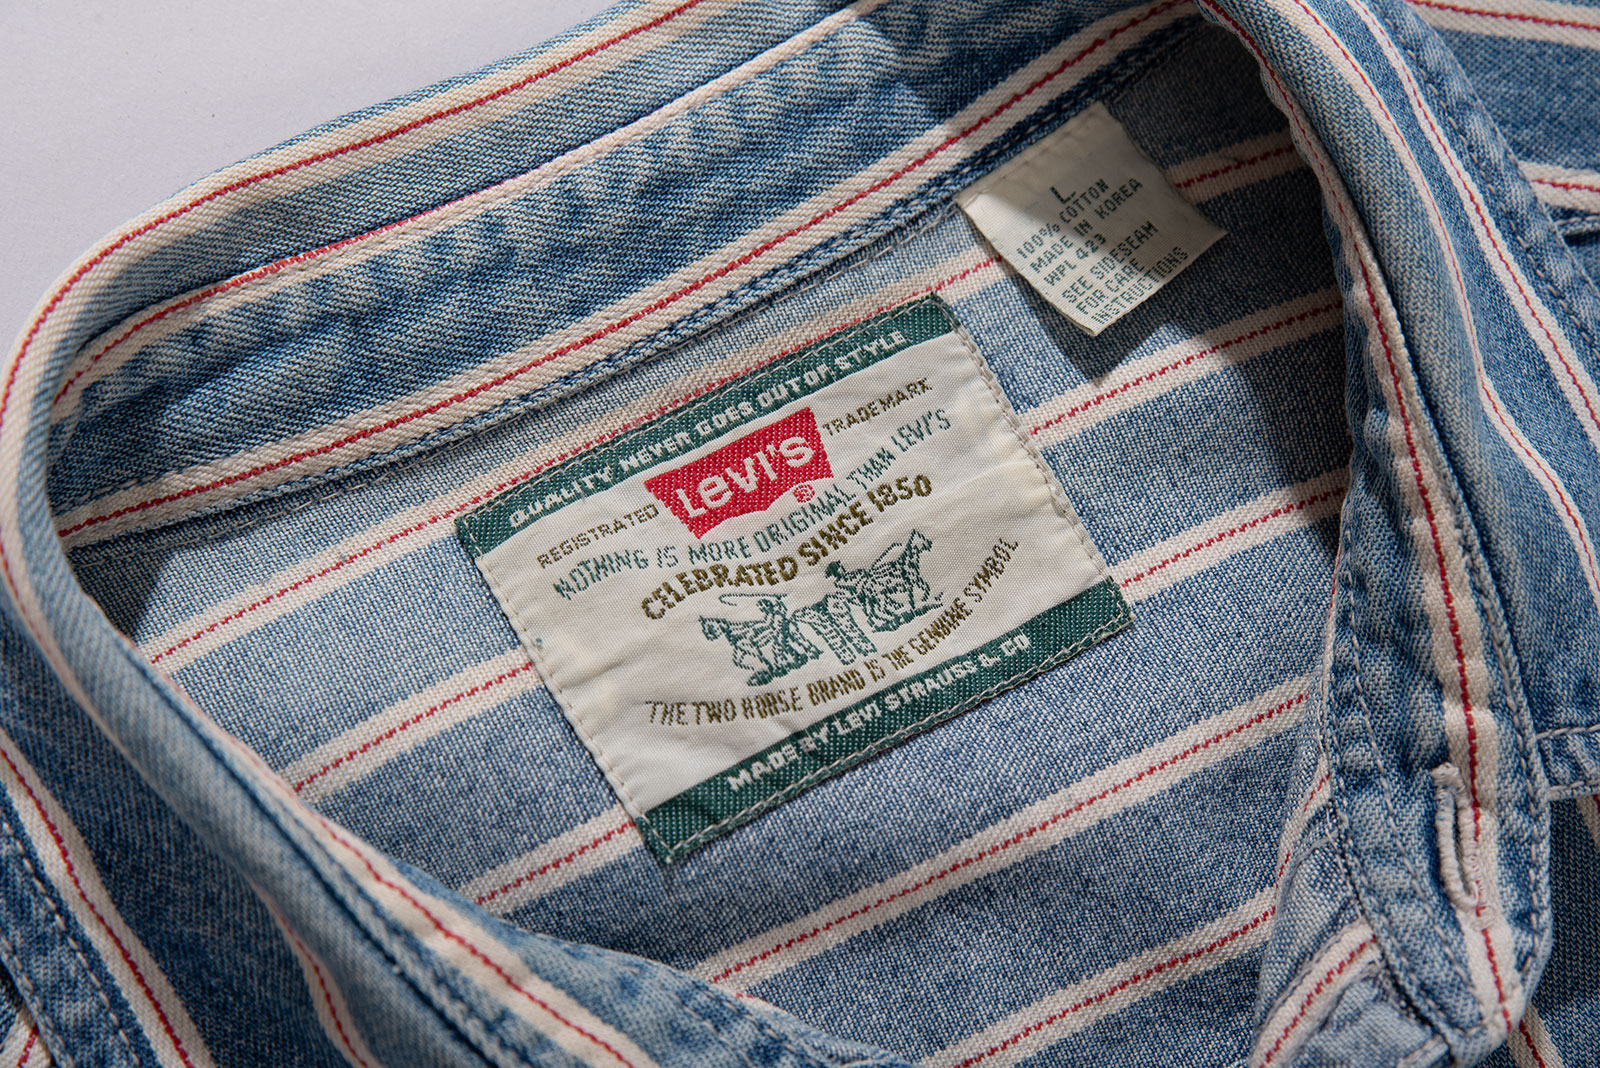 L
100% COTTON
MADE IN KOREA
WPL 423
SEE SIDESEAM
FOR CARE
INSTRUCTIONS
QUALITY NEVER GOES OUT OF STYLE
REGISTRATED Levi's ® TRADEMARK
NOTHING IS MORE ORIGINAL THAN LEVI'S
CELEBRATED SINCE 1850
THE TWO HORSE BRAND IS THE GENUINE SYMBOL
MADE BY LEVI STRAUSS & CO